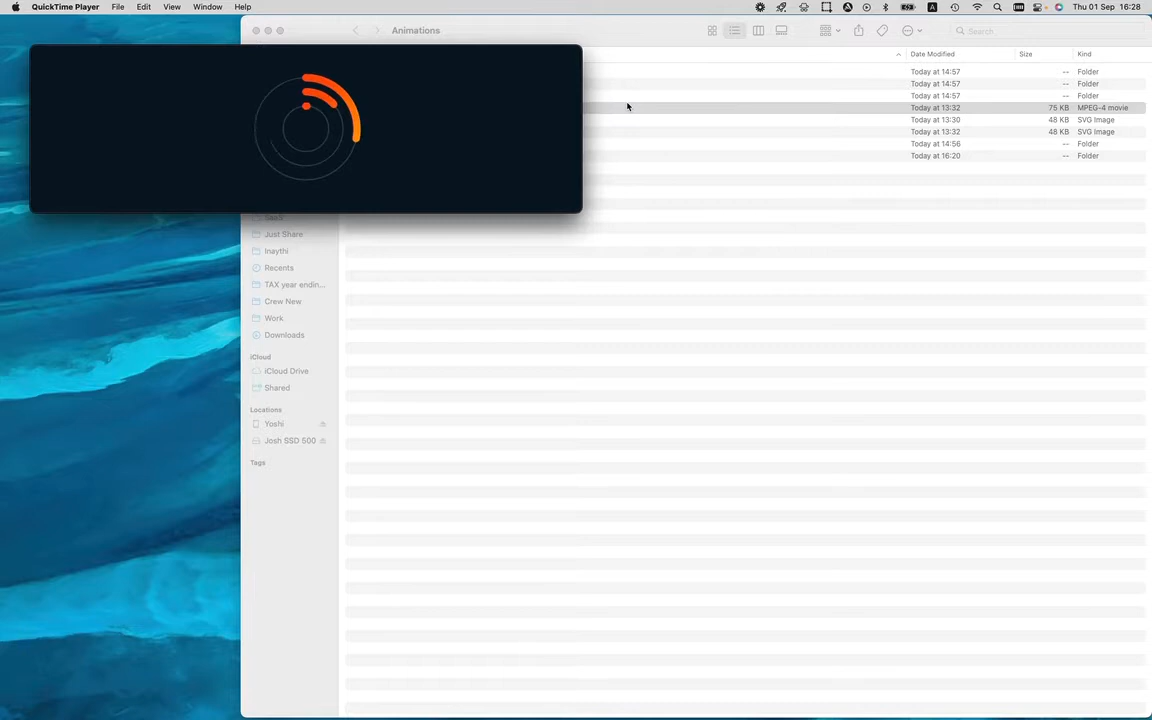 QuickTime Player File Edit View Window Help A Thu 01 Sep 16:28
Animations Search
Date Modified Size Kind
Today at 14:57 -- Folder
Today at 14:57 -- Folder
Today at 14:57 -- Folder
Today at 13:32 75 KB MPEG-4 movie
Today at 13:30 48 KB SVG Image
Today at 13:32 48 KB SVG Image
Today at 14:56 -- Folder
Today at 16:20 -- Folder
Just Share
Inaythi
Recents
TAX year endin...
Crew New
Work
Downloads
iCloud
iCloud Drive
Shared
Locations
Yoshi
Josh SSD 500
Tags